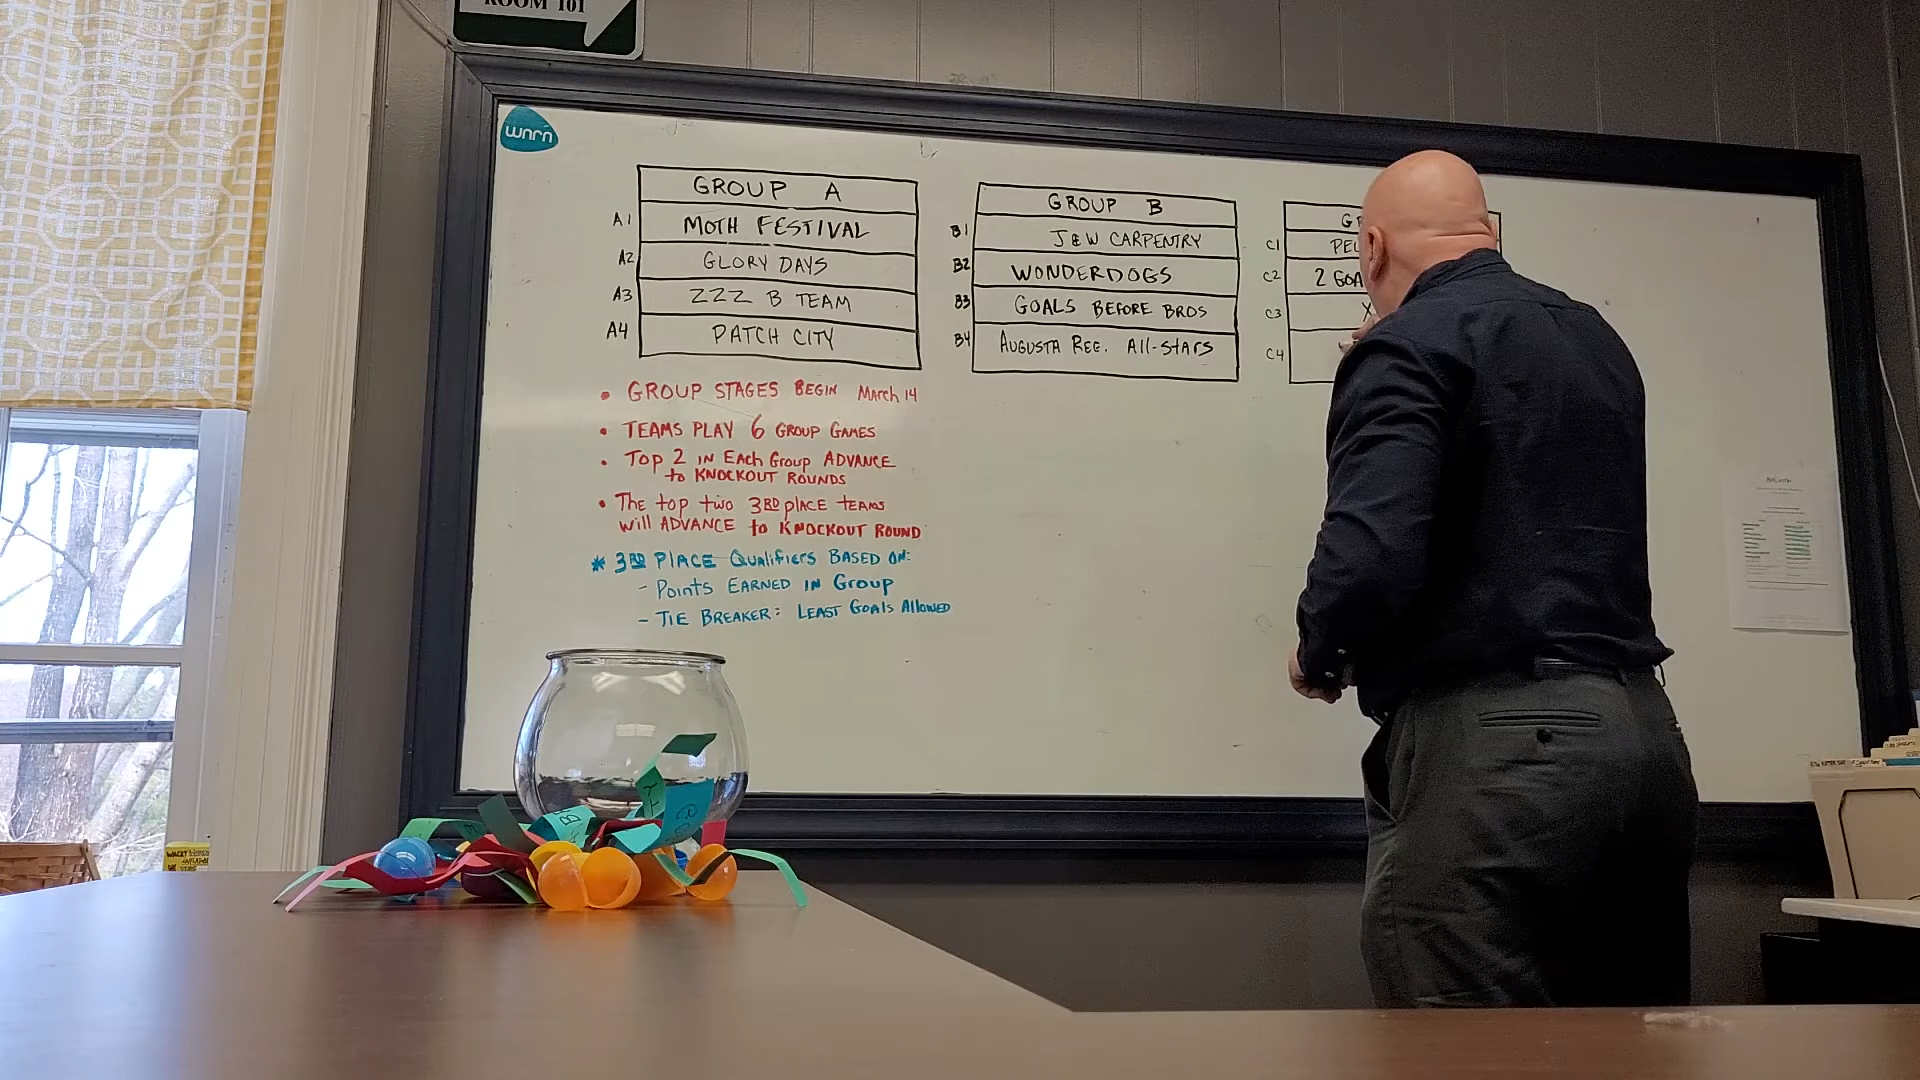 ROOM 101
wnrn
GROUP A
A1 MOTH FESTIVAL
A2 GLORY DAYS
A3 ZZZ B TEAM
A4 PATCH CITY
GROUP B
B1 J&W CARPENTRY
B2 WONDERDOGS
B3 GOALS BEFORE BROS
B4 AUGUSTA REC. All-StARS
C1
C2 2
C3
C4
• GROUP STAGES BEGIN March 14
• TEAMS PLAY 6 GROUP GAMES
• Top 2 IN EAch Group ADVANCE
to KNOCKOUT ROUNDS
• The top two 3RD place teams
will ADVANCE to KNOCKOUT ROUND
* 3RD PlACE QualifiERS BASED ON:
- Points EARNED IN Group
- TIE BREAKER: LEAST GoAls Allowed